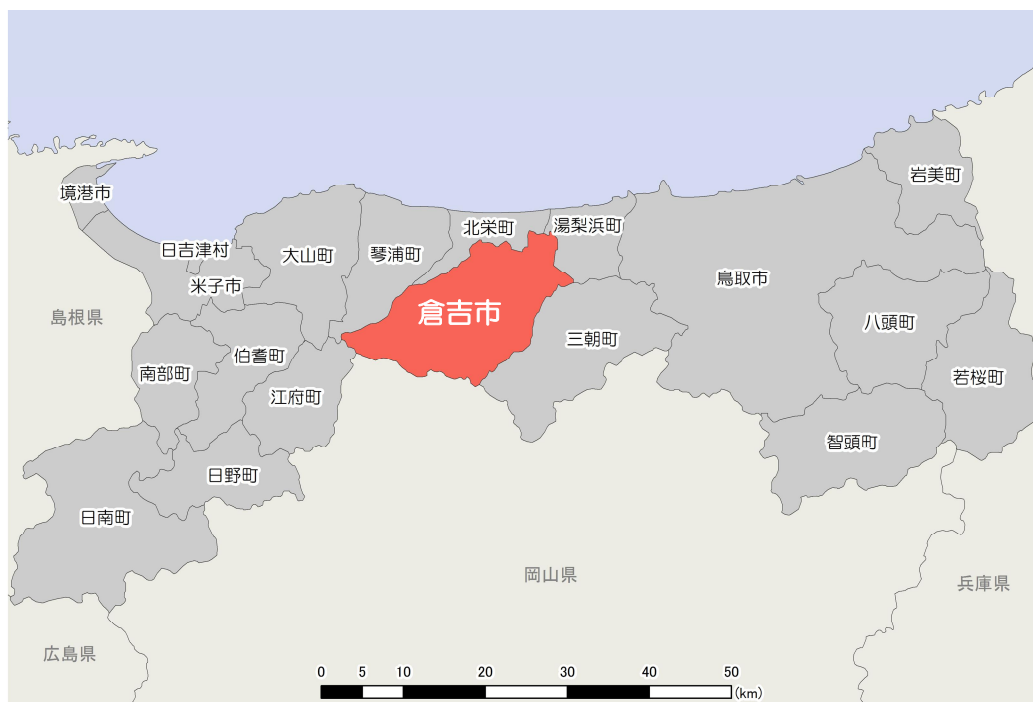 岩美町
境港市
北栄町
湯梨浜町
日吉津村
大山町
琴浦町
鳥取市
米子市
倉吉市
島根県
八頭町
三朝町
伯耆町
南部町
若桜町
江府町
智頭町
日野町
日南町
岡山県
兵庫県
広島県
0 5 10 20 30 40 50
(km)